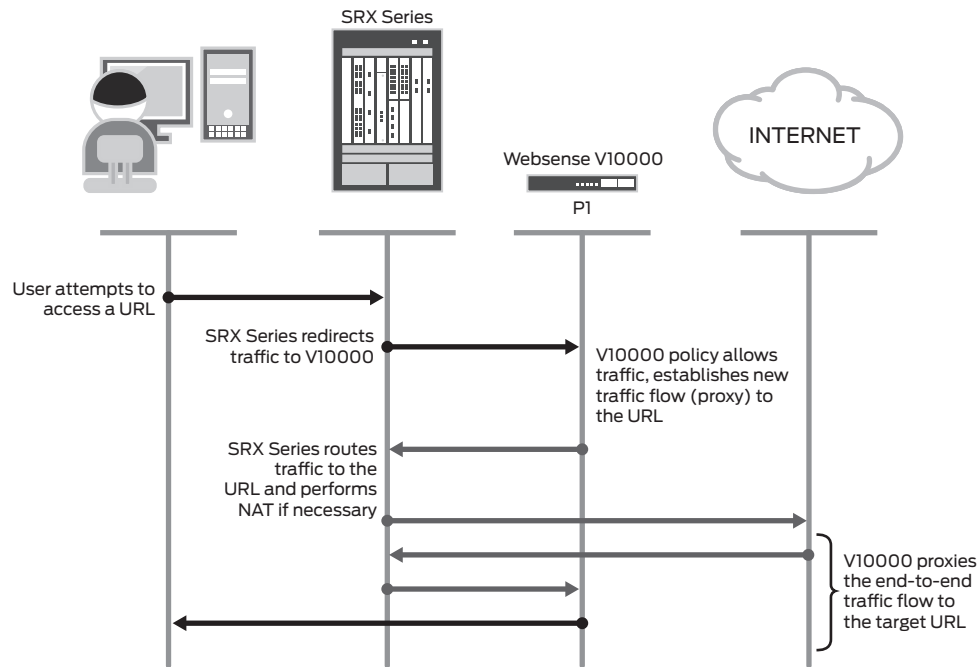 SRX Series
INTERNET
Websense V10000
P1
User attempts to
access a URL
SRX Series redirects
traffic to V10000
V10000 policy allows
traffic, establishes new
traffic flow (proxy) to
the URL
SRX Series routes
traffic to the
URL and performs
NAT if necessary
V10000 proxies
the end-to-end
traffic flow to
the target URL